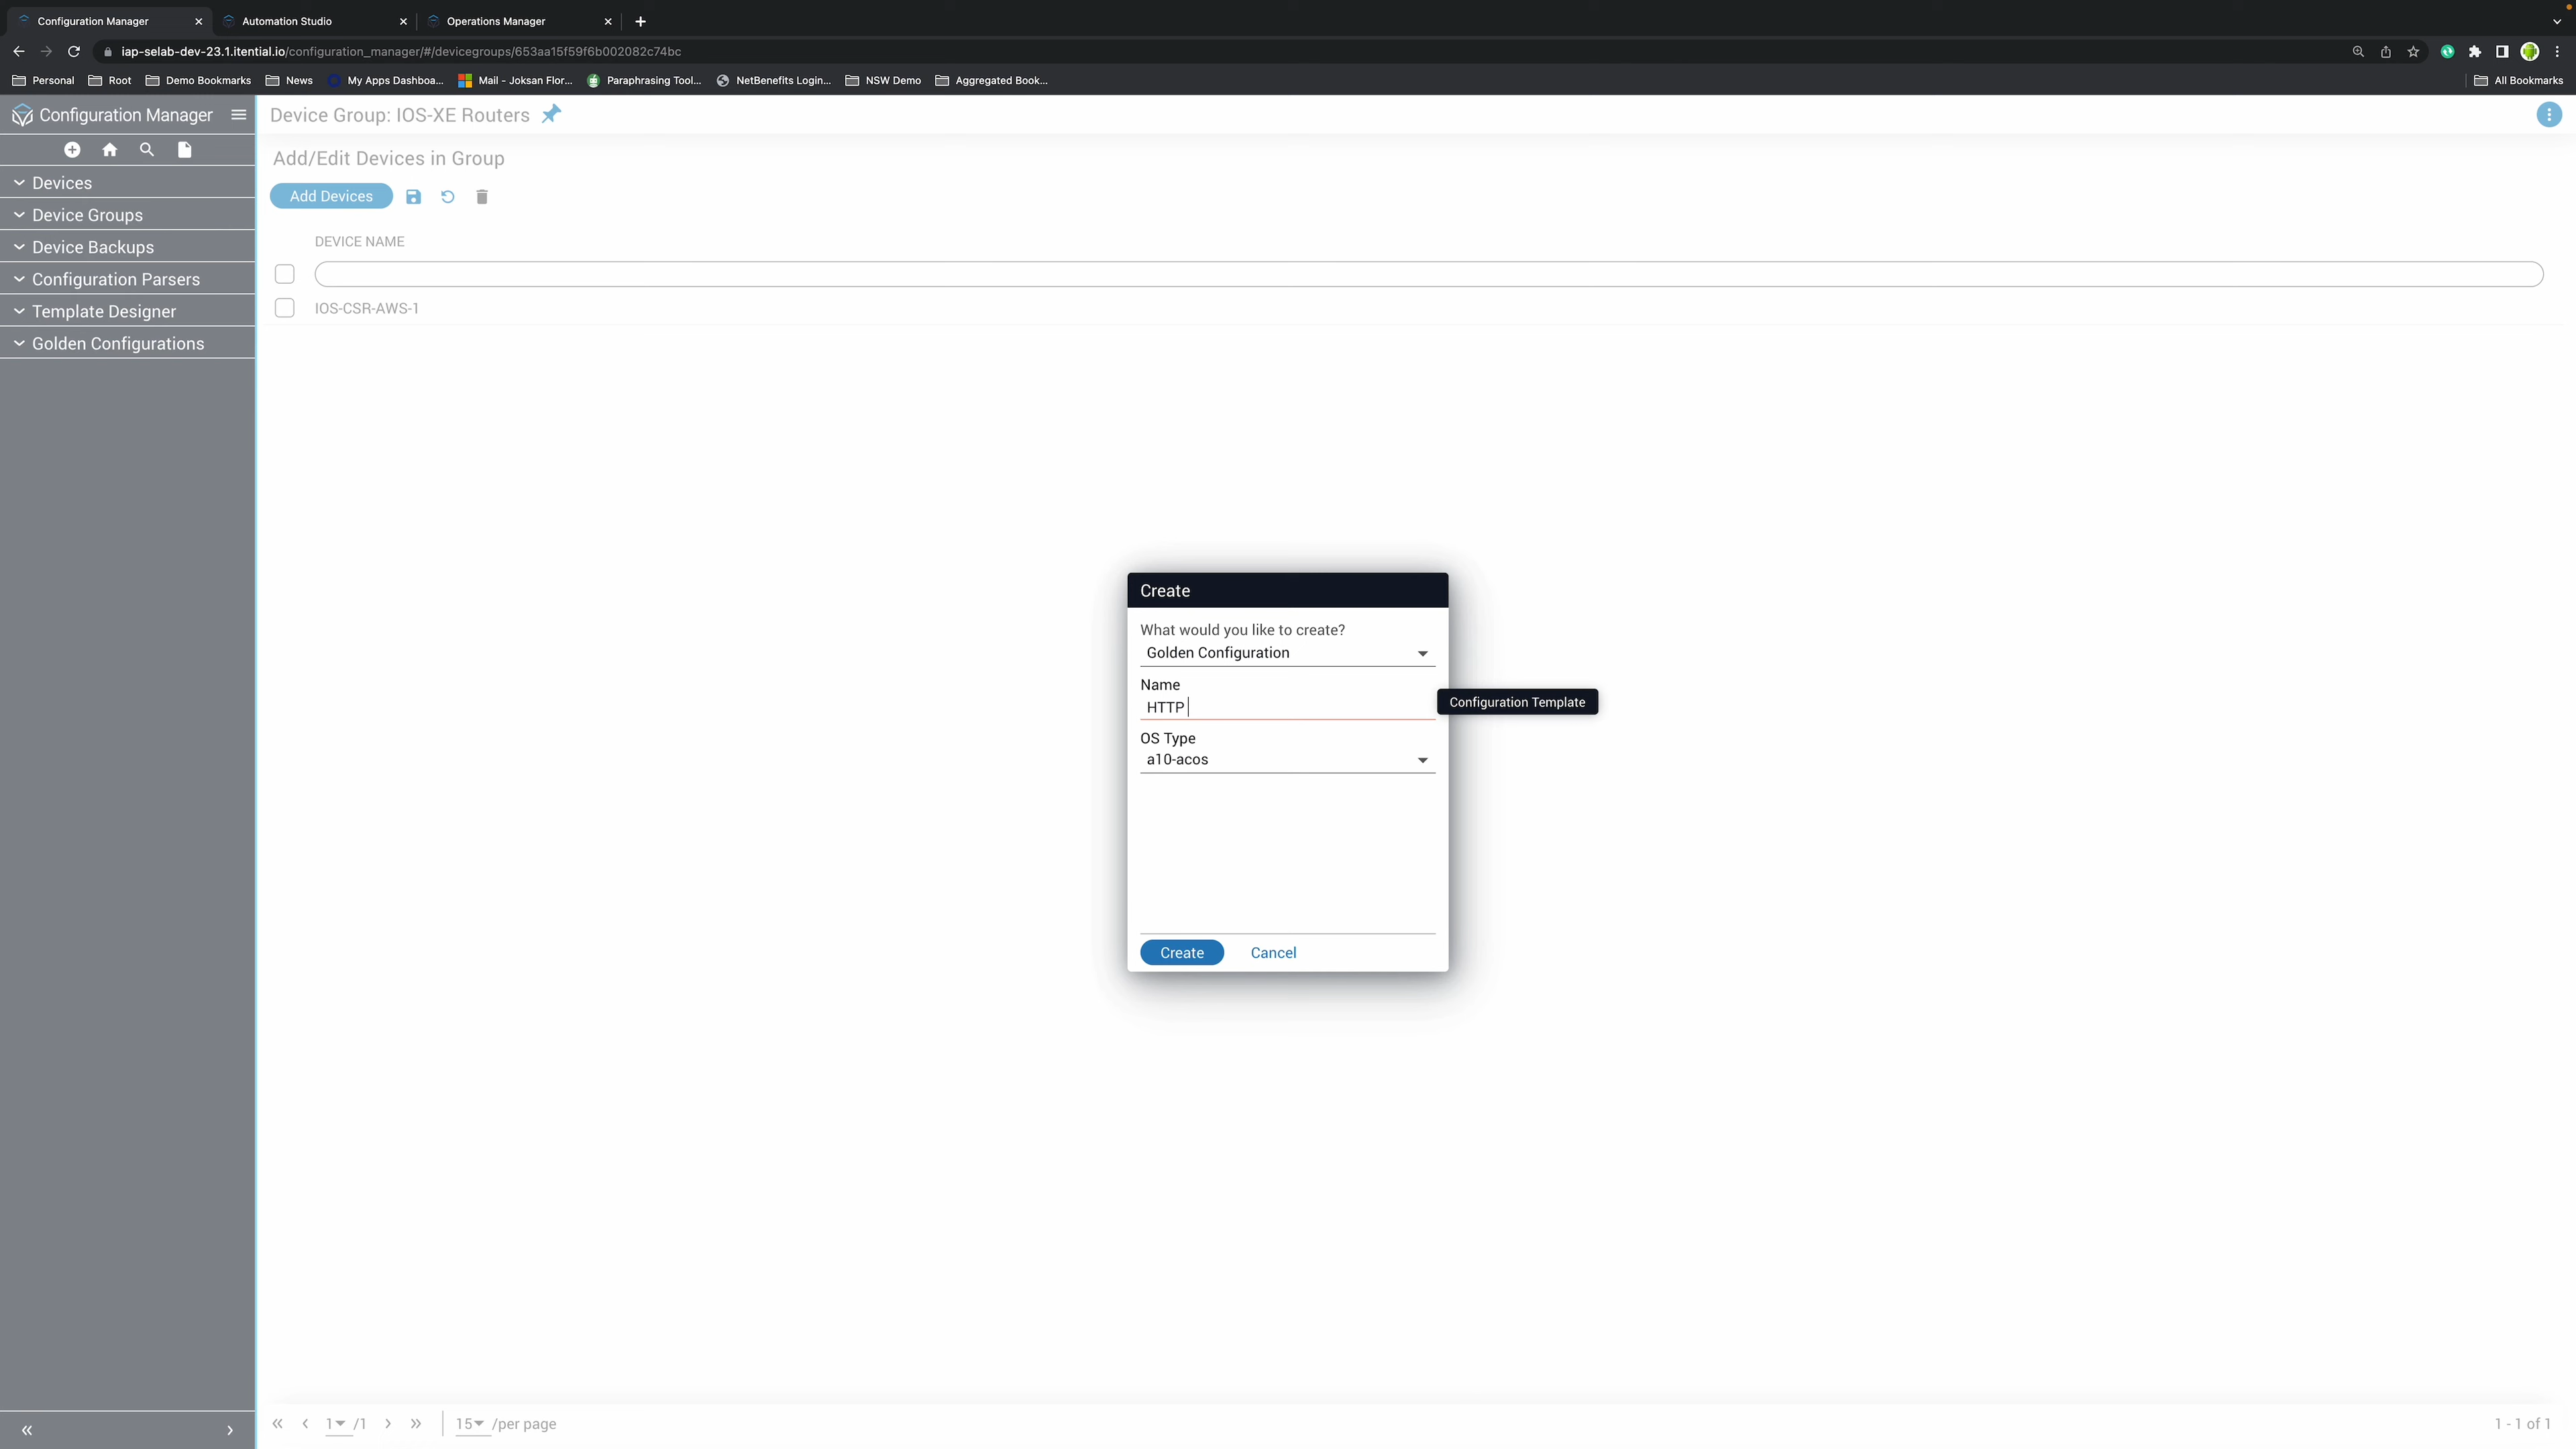 Configuration Manager
Automation Studio
Operations Manager
iap-selab-dev-23.1.itential.io/configuration_manager/#/devicegroups/653aa15f59f6b002082c74bc
Personal Root Demo Bookmarks News My Apps Dashboa... Mail - Joksan Flor... Paraphrasing Tool... NetBenefits Login... NSW Demo Aggregated Book... All Bookmarks
Configuration Manager
Device Group: IOS-XE Routers
Add/Edit Devices in Group
Devices
Add Devices
Device Groups
Device Backups
DEVICE NAME
Configuration Parsers
Template Designer
IOS-CSR-AWS-1
Golden Configurations
Create
What would you like to create?
Golden Configuration
Name
HTTP
Configuration Template
OS Type
a10-acos
Create Cancel
1 /1 15 /per page 1 - 1 of 1